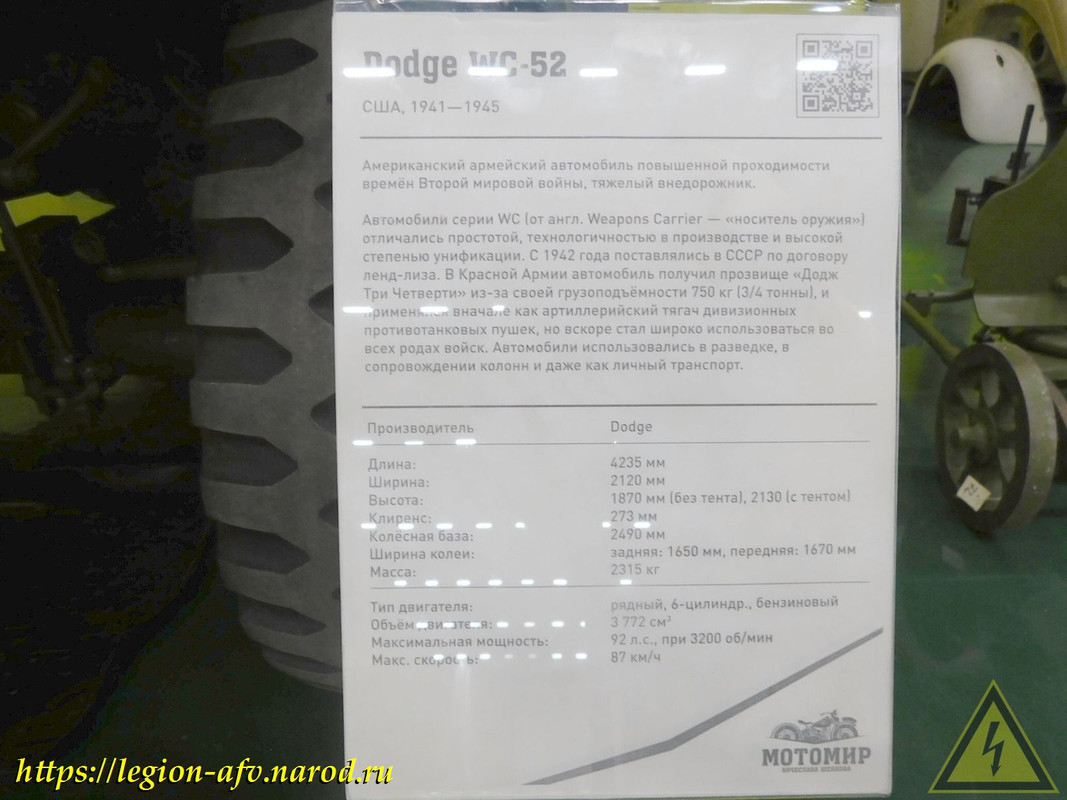 Dodge WC-52
США, 1941—1945
Американский армейский автомобиль повышенной проходимости
времён Второй мировой войны, тяжелый внедорожник.
Автомобили серии WC (от англ. Weapons Carrier — «носитель оружия»)
отличались простотой, технологичностью в производстве и высокой
степенью унификации. С 1942 года поставлялись в СССР по договору
ленд-лиза. В Красной Армии автомобиль получил прозвище «Додж
Три Четверти» из-за своей грузоподъёмности 750 кг (3/4 тонны), и
применялся вначале как артиллерийский тягач дивизионных
противотанковых пушек, но вскоре стал широко использоваться во
всех родах войск. Автомобили использовались в разведке, в
сопровождении колонн и даже как личный транспорт.
Производитель Dodge
Длина: 4235 мм
Ширина: 2120 мм
Высота: 1870 мм (без тента), 2130 (с тентом)
Клиренс: 273 мм
Колёсная база: 2490 мм
Ширина колеи: задняя: 1650 мм, передняя: 1670 мм
Масса: 2315 кг
Тип двигателя: рядный, 6-цилиндр., бензиновый
Объём двигателя: 3 772 см³
Максимальная мощность: 92 л.с., при 3200 об/мин
Макс. скорость: 87 км/ч
МОТОМИР
ВЯЧЕСЛАВА ШЕЯНОВА
https://legion-afv.narod.ru